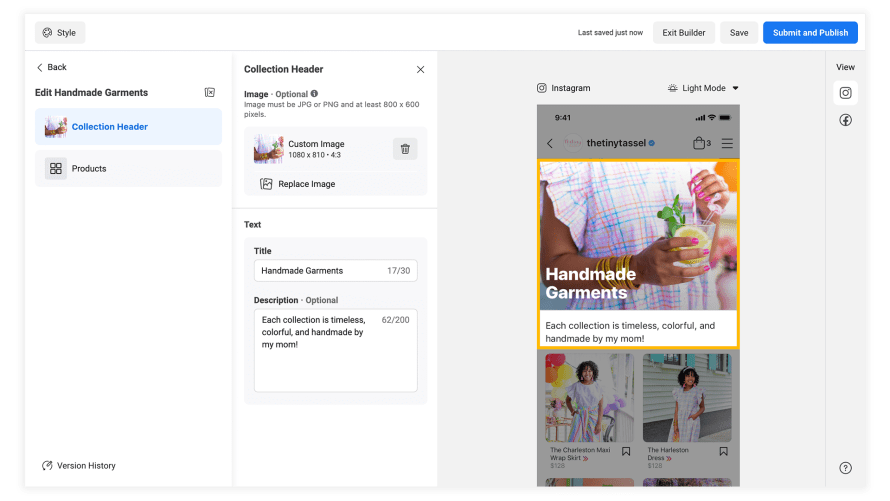 Style
Last saved just now
Exit Builder
Save
Submit and Publish
Back
Edit Handmade Garments
Collection Header
Products
Version History
Collection Header
Image · Optional
Image must be JPG or PNG and at least 800 x 600
pixels.
Custom Image
1080 x 810 • 4:3
Replace Image
Text
Title
Handmade Garments 17/30
Description · Optional
Each collection is timeless, 62/200
colorful, and handmade by
my mom!
Instagram
Light Mode
9:41
thetinytassel
3
Handmade
Garments
Each collection is timeless, colorful, and
handmade by my mom!
The Charleston Maxi
Wrap Skirt
$128
The Harleston
Dress
$128
View